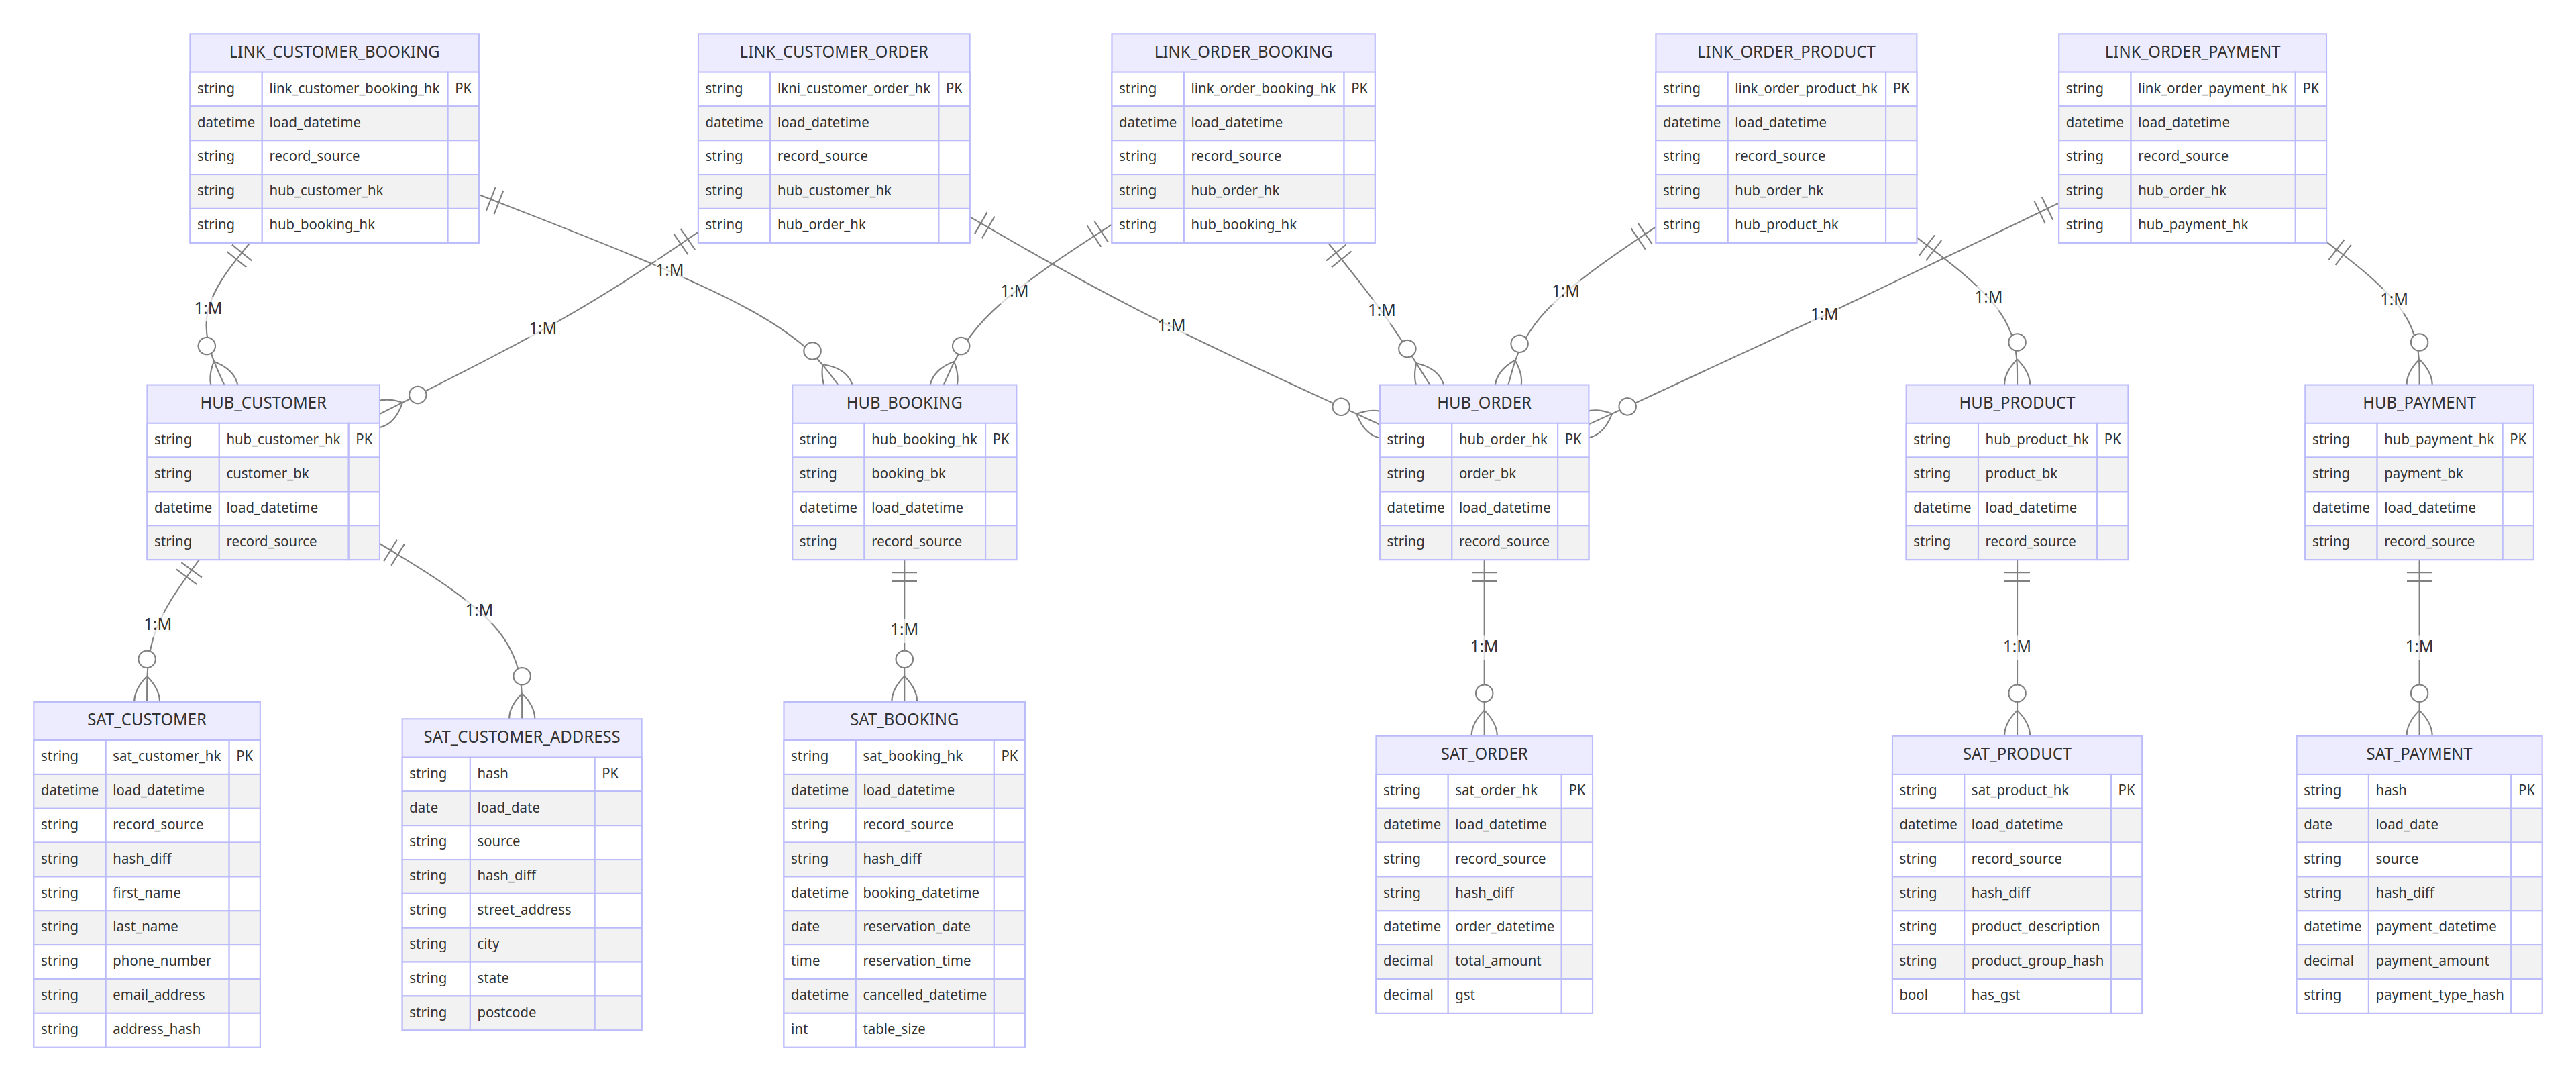 LINK_CUSTOMER_BOOKING
string link_customer_booking_hk PK
datetime load_datetime
string record_source
string hub_customer_hk
string hub_booking_hk
LINK_CUSTOMER_ORDER
string lkni_customer_order_hk PK
datetime load_datetime
string record_source
string hub_customer_hk
string hub_order_hk
LINK_ORDER_BOOKING
string link_order_booking_hk PK
datetime load_datetime
string record_source
string hub_order_hk
string hub_booking_hk
LINK_ORDER_PRODUCT
string link_order_product_hk PK
datetime load_datetime
string record_source
string hub_order_hk
string hub_product_hk
LINK_ORDER_PAYMENT
string link_order_payment_hk PK
datetime load_datetime
string record_source
string hub_order_hk
string hub_payment_hk
1:M
1:M
1:M
1:M
1:M
1:M
1:M
1:M
1:M
1:M
HUB_CUSTOMER
string hub_customer_hk PK
string customer_bk
datetime load_datetime
string record_source
HUB_BOOKING
string hub_booking_hk PK
string booking_bk
datetime load_datetime
string record_source
HUB_ORDER
string hub_order_hk PK
string order_bk
datetime load_datetime
string record_source
HUB_PRODUCT
string hub_product_hk PK
string product_bk
datetime load_datetime
string record_source
HUB_PAYMENT
string hub_payment_hk PK
string payment_bk
datetime load_datetime
string record_source
1:M
1:M
1:M
1:M
1:M
1:M
SAT_CUSTOMER
string sat_customer_hk PK
datetime load_datetime
string record_source
string hash_diff
string first_name
string last_name
string phone_number
string email_address
string address_hash
SAT_CUSTOMER_ADDRESS
string hash PK
date load_date
string source
string hash_diff
string street_address
string city
string state
string postcode
SAT_BOOKING
string sat_booking_hk PK
datetime load_datetime
string record_source
string hash_diff
datetime booking_datetime
date reservation_date
time reservation_time
datetime cancelled_datetime
int table_size
SAT_ORDER
string sat_order_hk PK
datetime load_datetime
string record_source
string hash_diff
datetime order_datetime
decimal total_amount
decimal gst
SAT_PRODUCT
string sat_product_hk PK
datetime load_datetime
string record_source
string hash_diff
string product_description
string product_group_hash
bool has_gst
SAT_PAYMENT
string hash PK
date load_date
string source
string hash_diff
datetime payment_datetime
decimal payment_amount
string payment_type_hash